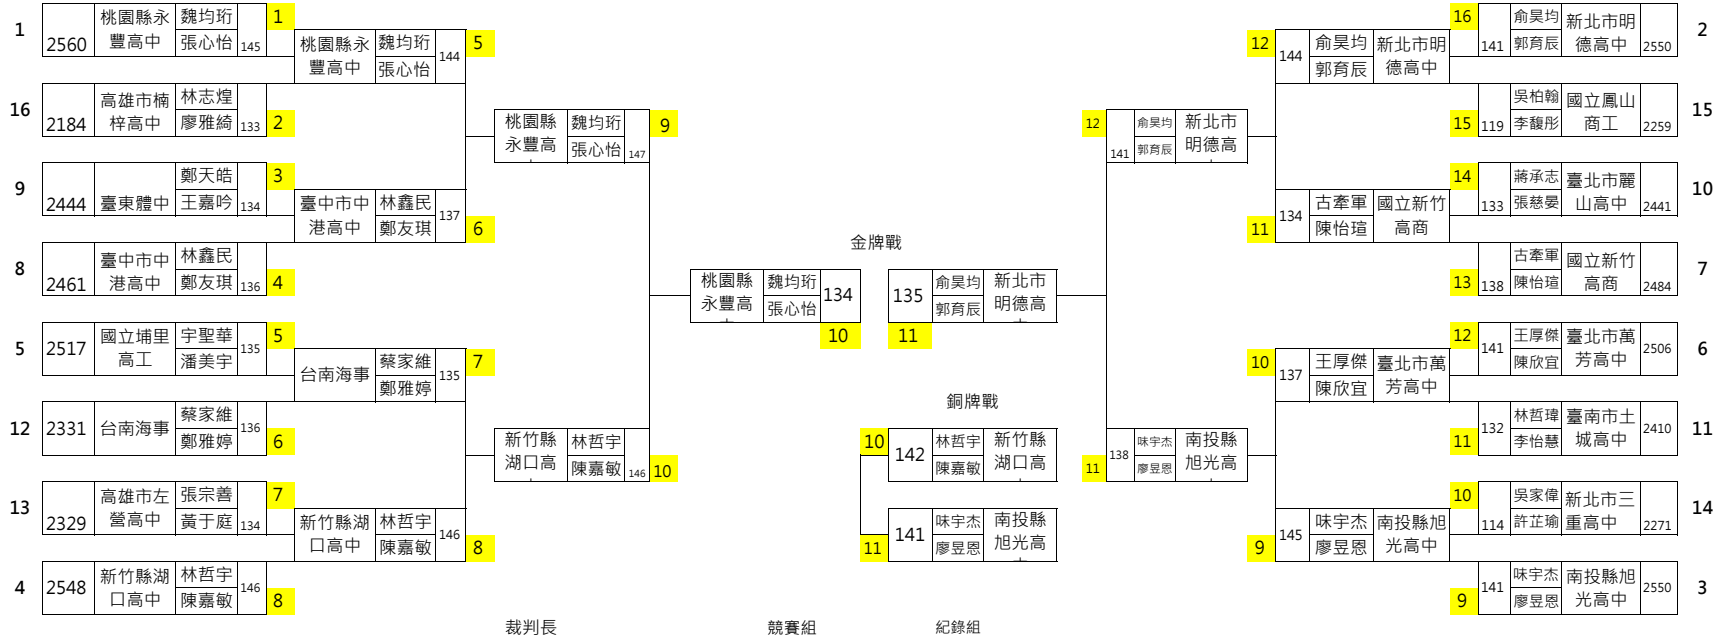 1 2560 桃園縣永豐高中 魏均珩 張心怡 145 1
16 2184 高雄市楠梓高中 林志煌 廖雅綺 133 2
9 2444 臺東體中 鄭天皓 王嘉吟 134 3
8 2461 臺中市中港高中 林鑫民 鄭友琪 136 4
5 2517 國立埔里高工 宇聖華 潘美宇 135 5
12 2331 台南海事 蔡家維 鄭雅婷 136 6
13 2329 高雄市左營高中 張宗善 黃于庭 134 7
4 2548 新竹縣湖口高中 林哲宇 陳嘉敏 146 8
桃園縣永豐高中 魏均珩 張心怡 144 5
臺中市中港高中 林鑫民 鄭友琪 137 6
台南海事 蔡家維 鄭雅婷 135 7
新竹縣湖口高中 林哲宇 陳嘉敏 146 8
桃園縣永豐高 魏均珩 張心怡 147 9
新竹縣湖口高 林哲宇 陳嘉敏 146 10
金牌戰
桃園縣永豐高 魏均珩 張心怡 134 10
135 俞昊均 郭育辰 新北市明德高 11
銅牌戰
10 142 林哲宇 陳嘉敏 新竹縣湖口高
11 141 味宇杰 廖昱恩 南投縣旭光高
12 141 俞昊均 郭育辰 新北市明德高
11 138 味宇杰 廖昱恩 南投縣旭光高
12 144 俞昊均 郭育辰 新北市明德高中
11 134 古牽軍 陳怡瑄 國立新竹高商
10 137 王厚傑 陳欣宜 臺北市萬芳高中
9 145 味宇杰 廖昱恩 南投縣旭光高中
16 141 俞昊均 郭育辰 新北市明德高中 2550 2
15 119 吳柏翰 李馥彤 國立鳳山商工 2259 15
14 133 蔣承志 張慈晏 臺北市麗山高中 2441 10
13 138 古牽軍 陳怡瑄 國立新竹高商 2484 7
12 141 王厚傑 陳欣宜 臺北市萬芳高中 2506 6
11 132 林哲瑋 李怡慧 臺南市土城高中 2410 11
10 114 吳家偉 許芷瑜 新北市三重高中 2271 14
9 141 味宇杰 廖昱恩 南投縣旭光高中 2550 3
裁判長 競賽組 紀錄組